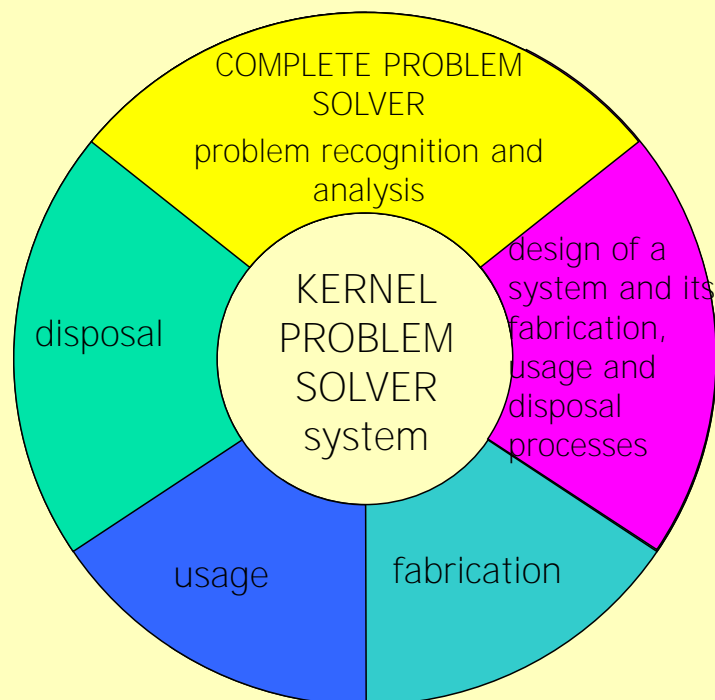 COMPLETE PROBLEM
SOLVER
problem recognition and
analysis
design of a
system and its
fabrication,
usage and
disposal
processes
KERNEL
PROBLEM
SOLVER
system
disposal
usage
fabrication